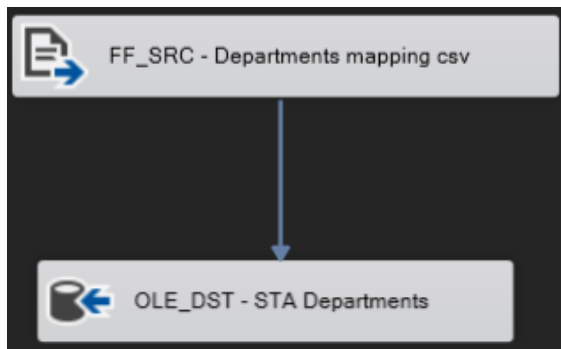 FF_SRC - Departments mapping csv
OLE_DST - STA Departments